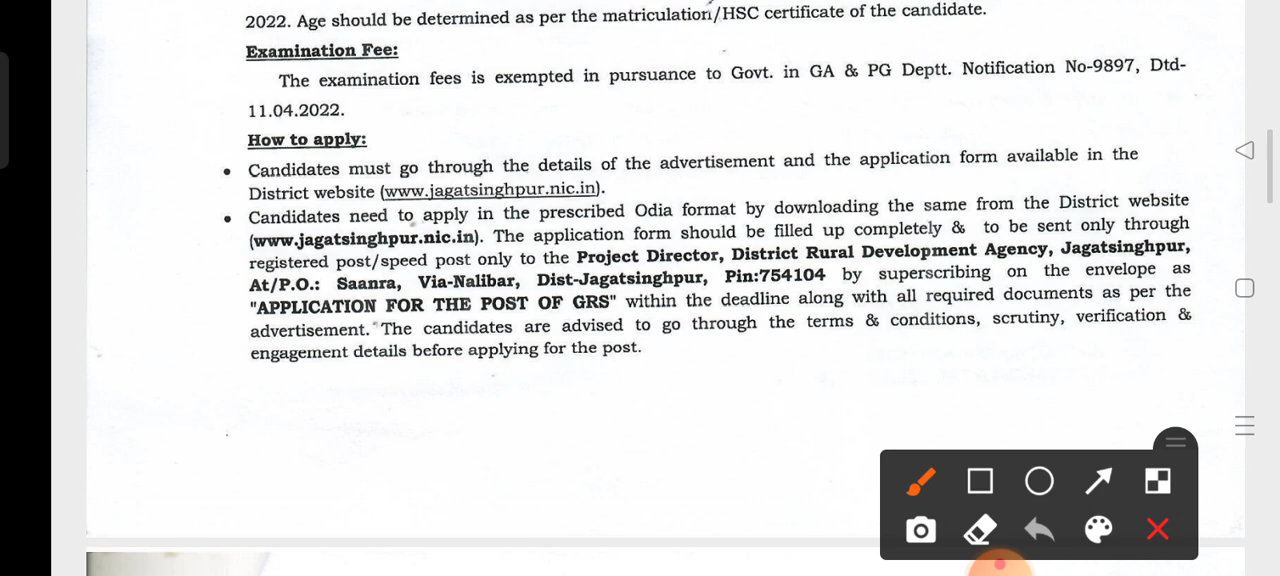 2022. Age should be determined as per the matriculation/HSC certificate of the candidate.
Examination Fee:
The examination fees is exempted in pursuance to Govt. in GA & PG Deptt. Notification No-9897, Dtd-
11.04.2022.
How to apply:
• Candidates must go through the details of the advertisement and the application form available in the
District website (www.jagatsinghpur.nic.in).
• Candidates need to apply in the prescribed Odia format by downloading the same from the District website
(www.jagatsinghpur.nic.in). The application form should be filled up completely & to be sent only through
registered post/speed post only to the Project Director, District Rural Development Agency, Jagatsinghpur,
At/P.O.: Saanra, Via-Nalibar, Dist-Jagatsinghpur, Pin:754104 by superscribing on the envelope as
"APPLICATION FOR THE POST OF GRS" within the deadline along with all required documents as per the
advertisement. The candidates are advised to go through the terms & conditions, scrutiny, verification &
engagement details before applying for the post.